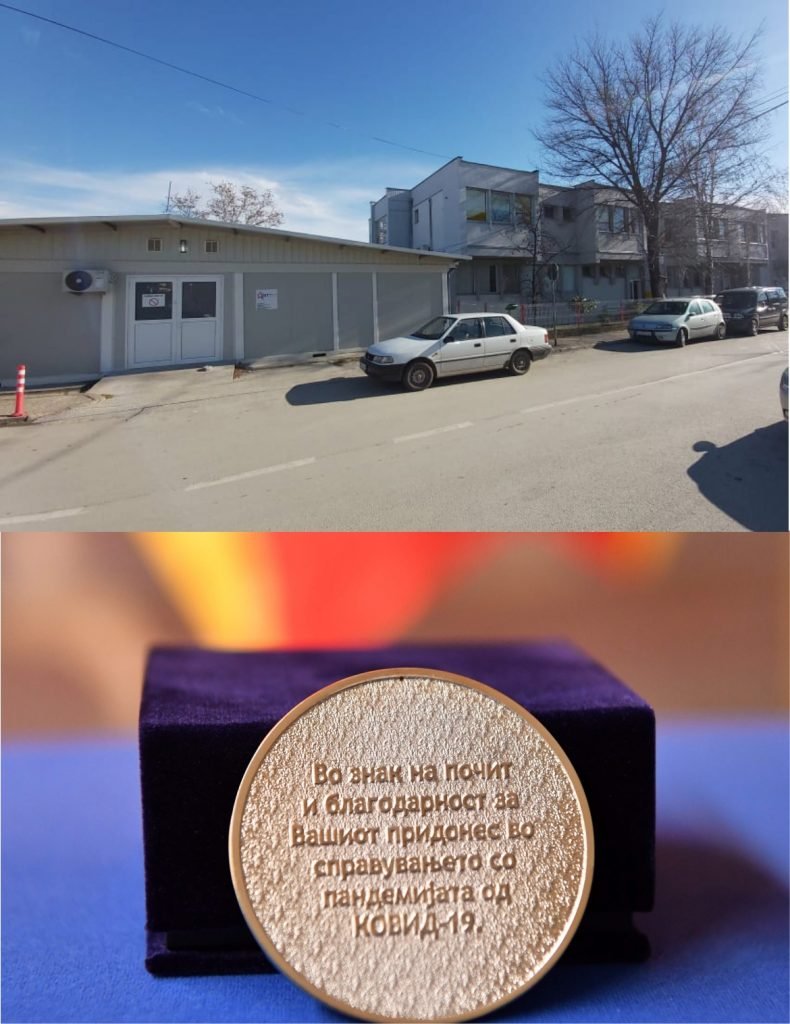 Во знак на почит
и благодарност за
Вашиот придонес во
справувањето со
пандемијата од
КОВИД-19.